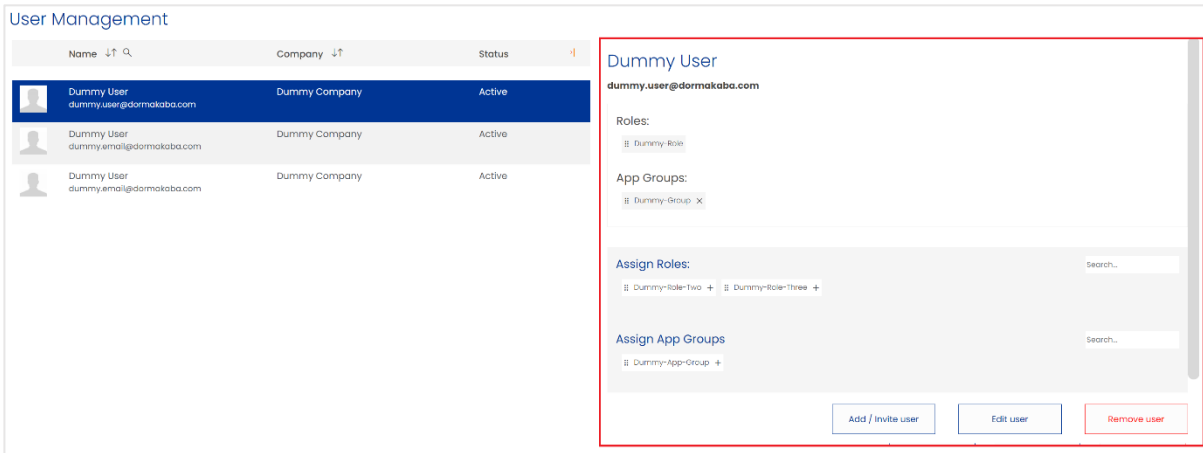 User Management
Name
Company
Status
Dummy User
Dummy Company
Active
dummy.user@dormakaba.com
Dummy User
Dummy Company
Active
dummy.email@dormakaba.com
Dummy User
Dummy Company
Active
dummy.email@dormakaba.com
Dummy User
dummy.user@dormakaba.com
Roles:
Dummy-Role
App Groups:
Dummy-Group
Assign Roles:
Search...
Dummy-Role-Two + Dummy-Role-Three +
Assign App Groups
Search...
Dummy-App-Group +
Add / Invite user
Edit user
Remove user